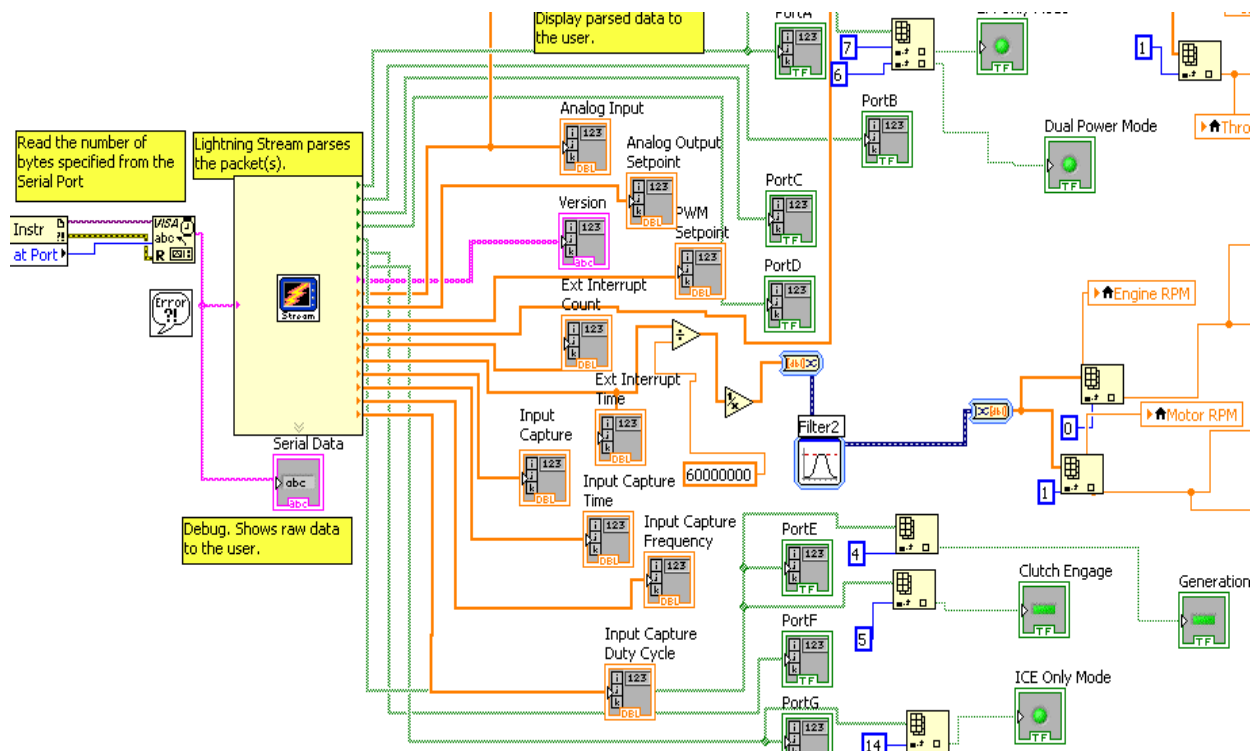 Display parsed data to
the user.
PortA
7
6
1
Analog Input
PortB
Dual Power Mode
Read the number of
bytes specified from the
Serial Port
Lightning Stream parses
the packet(s).
Analog Output
Setpoint
PortC
Version
PWM
Setpoint
Instr
at Port
VISA
abc
R
PortD
Ext Interrupt
Count
Error
?!
Stream
Engine RPM
Ext Interrupt
Time
Input
Capture
Filter2
Motor RPM
0
1
60000000
Serial Data
abc
Input Capture
Time
Debug. Shows raw data
to the user.
Input Capture
Frequency
PortE
4
Clutch Engage
Generation
5
Input Capture
Duty Cycle
PortF
ICE Only Mode
PortG
14